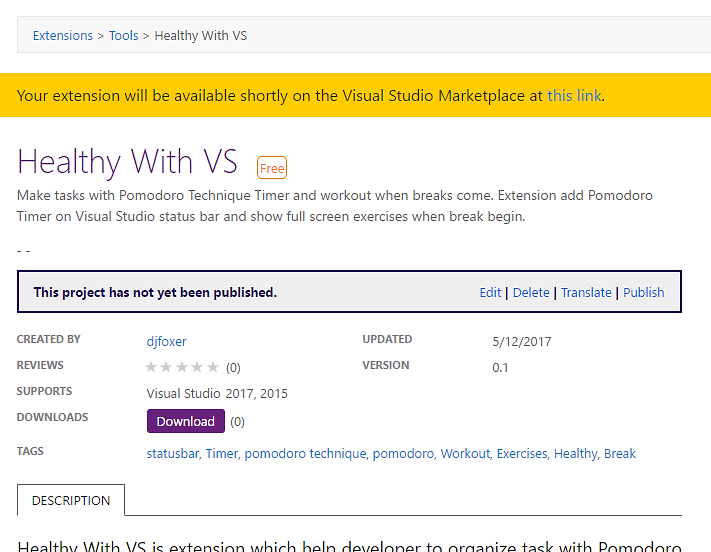 Extensions > Tools > Healthy With VS
Your extension will be available shortly on the Visual Studio Marketplace at this link.
Healthy With VS Free
Make tasks with Pomodoro Technique Timer and workout when breaks come. Extension add Pomodoro
Timer on Visual Studio status bar and show full screen exercises when break begin.
- -
This project has not yet been published. Edit | Delete | Translate | Publish
CREATED BY djfoxer UPDATED 5/12/2017
REVIEWS (0) VERSION 0.1
SUPPORTS Visual Studio 2017, 2015
DOWNLOADS Download (0)
TAGS statusbar, Timer, pomodoro technique, pomodoro, Workout, Exercises, Healthy, Break
DESCRIPTION
Healthy With VS is extension which help developer to organize task with Pomodoro